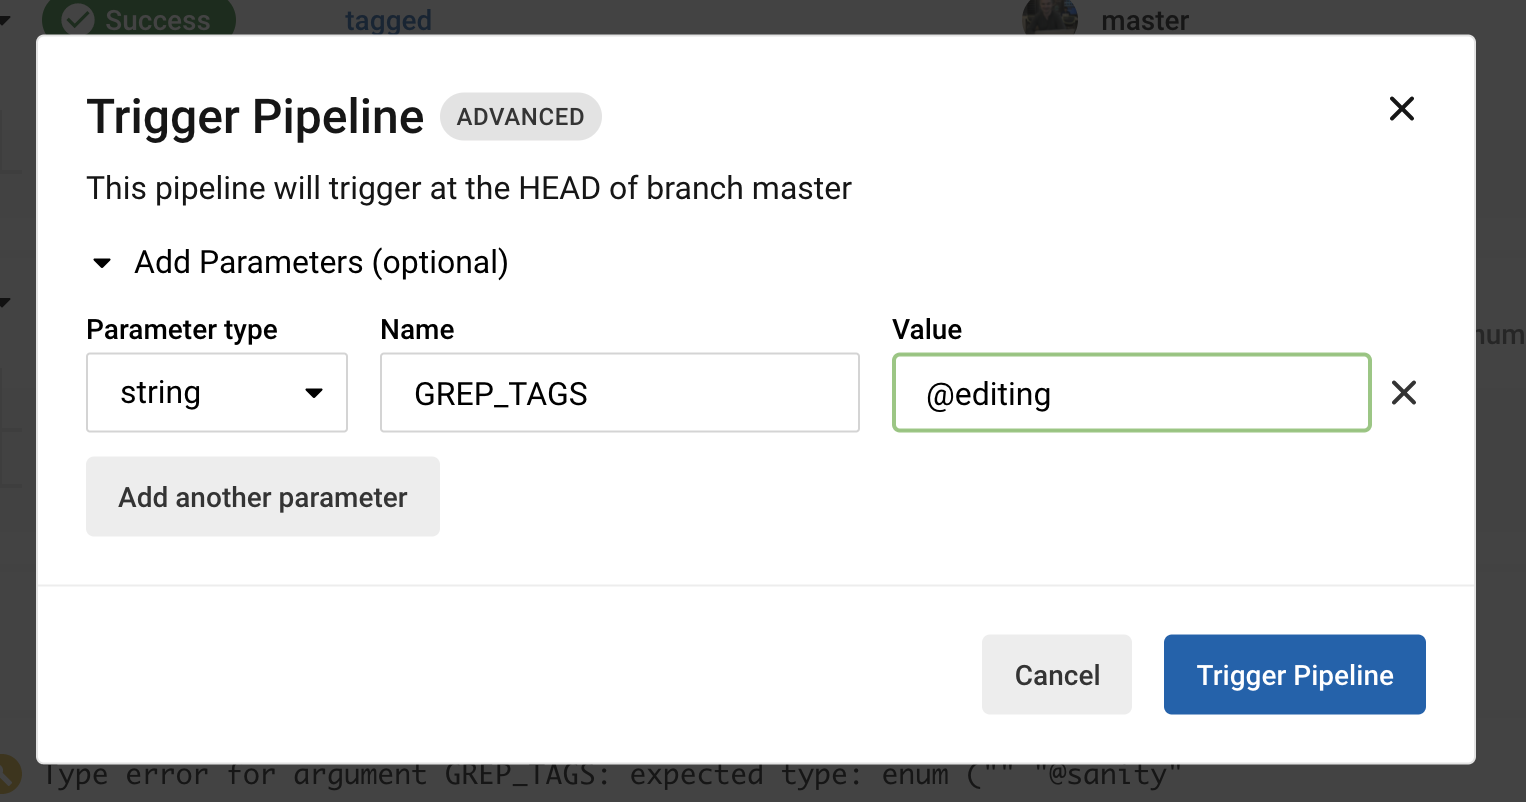 Success tagged master
Trigger Pipeline ADVANCED
This pipeline will trigger at the HEAD of branch master
Add Parameters (optional)
Parameter type Name Value
string GREP_TAGS @editing
Add another parameter
Cancel Trigger Pipeline
Type error for argument GREP_TAGS: expected type: enum ("" "@sanity"